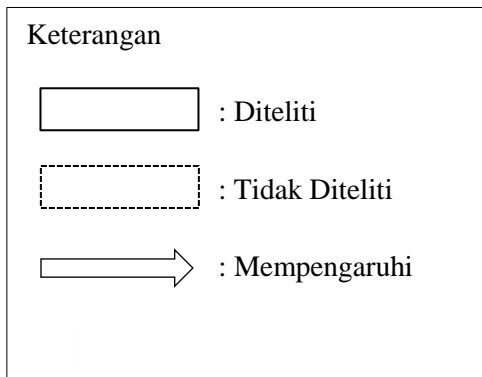 Keterangan
: Diteliti
: Tidak Diteliti
: Mempengaruhi